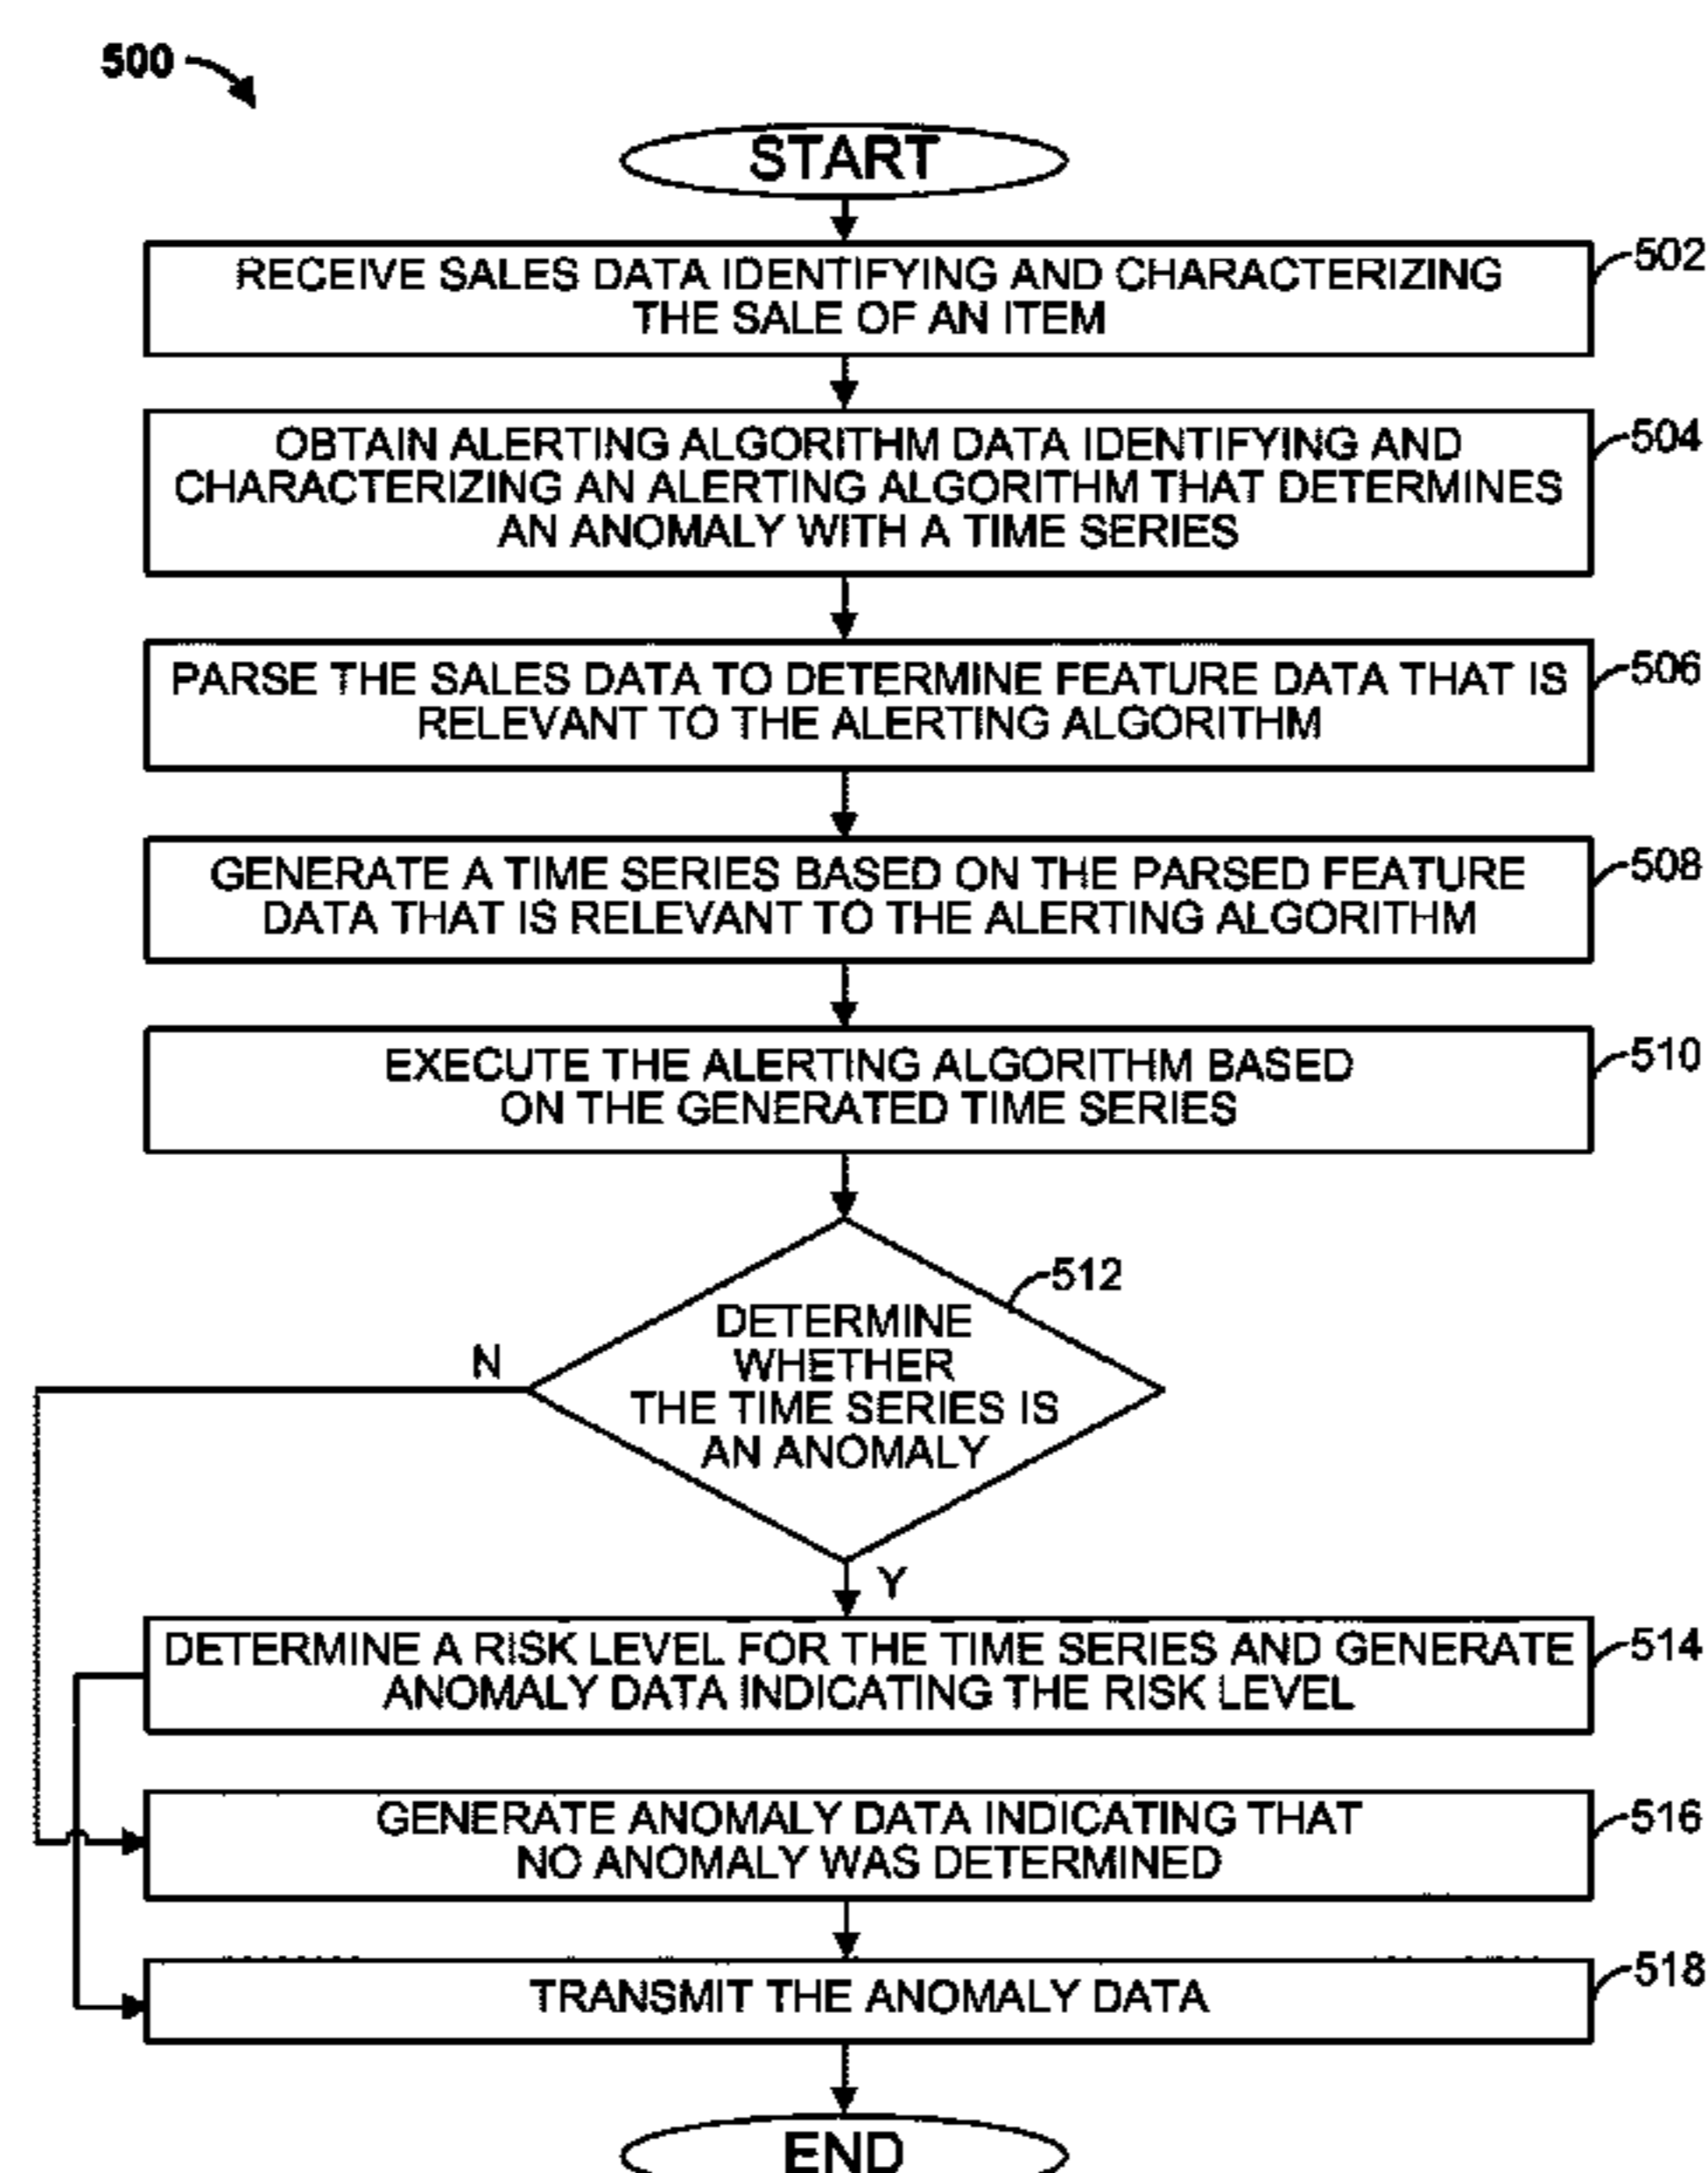 500
START
RECEIVE SALES DATA IDENTIFYING AND CHARACTERIZING
THE SALE OF AN ITEM
502
OBTAIN ALERTING ALGORITHM DATA IDENTIFYING AND
CHARACTERIZING AN ALERTING ALGORITHM THAT DETERMINES
AN ANOMALY WITH A TIME SERIES
504
PARSE THE SALES DATA TO DETERMINE FEATURE DATA THAT IS
RELEVANT TO THE ALERTING ALGORITHM
506
GENERATE A TIME SERIES BASED ON THE PARSED FEATURE
DATA THAT IS RELEVANT TO THE ALERTING ALGORITHM
508
EXECUTE THE ALERTING ALGORITHM BASED
ON THE GENERATED TIME SERIES
510
512
DETERMINE
WHETHER
THE TIME SERIES IS
AN ANOMALY
N
Y
DETERMINE A RISK LEVEL FOR THE TIME SERIES AND GENERATE
ANOMALY DATA INDICATING THE RISK LEVEL
514
GENERATE ANOMALY DATA INDICATING THAT
NO ANOMALY WAS DETERMINED
516
TRANSMIT THE ANOMALY DATA
518
END